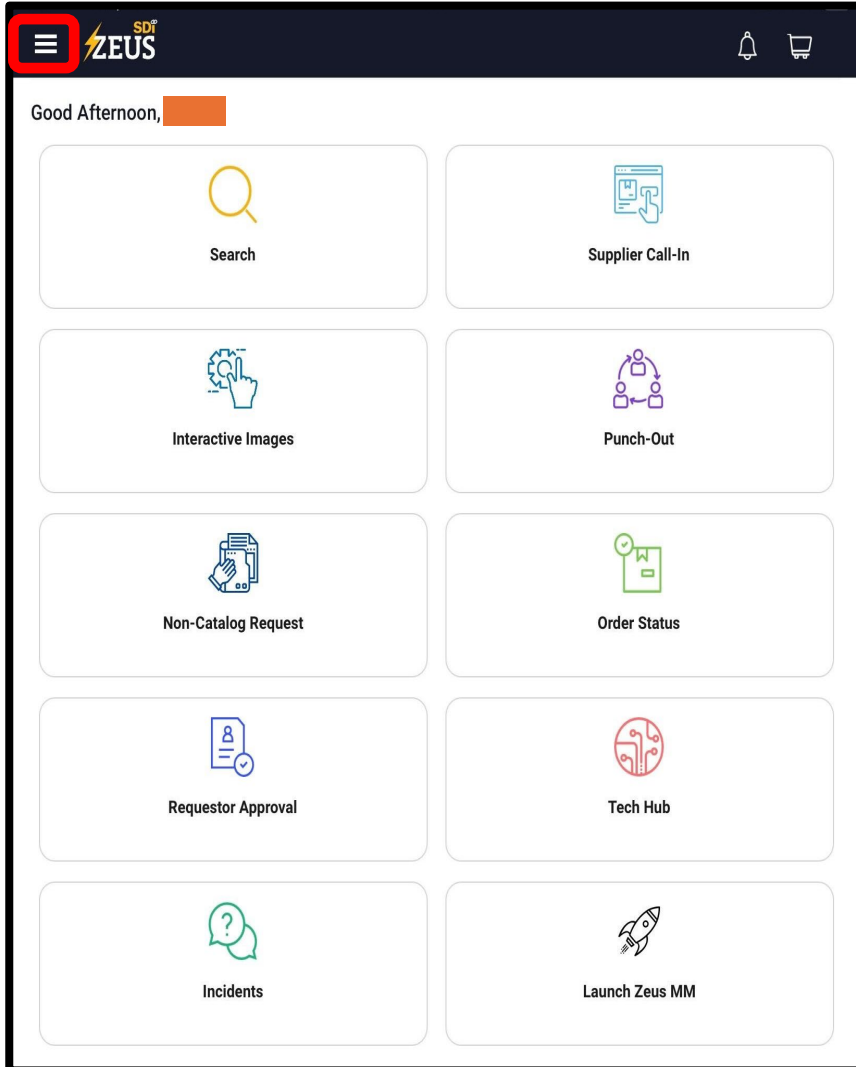 SDi
ZEUS
Good Afternoon,
Search
Supplier Call-In
Interactive Images
Punch-Out
Non-Catalog Request
Order Status
Requestor Approval
Tech Hub
Incidents
Launch Zeus MM